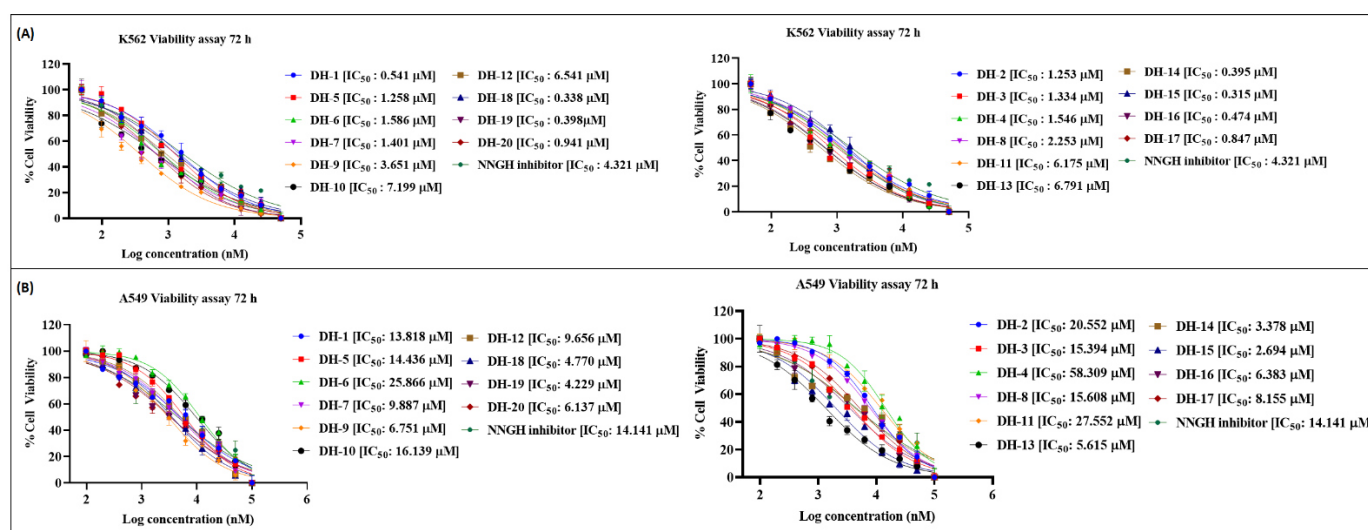 (A)
K562 Viability assay 72 h
% Cell Viability
120
100
80
60
40
20
0
2
3
4
5
Log concentration (nM)
DH-1 [IC50 : 0.541 μM]
DH-5 [IC50 : 1.258 μM]
DH-6 [IC50 : 1.586 μM]
DH-7 [IC50 : 1.401 μM]
DH-9 [IC50 : 3.651 μM]
DH-10 [IC50 : 7.199 μM]
DH-12 [IC50 : 6.541 μM]
DH-18 [IC50 : 0.338 μM]
DH-19 [IC50 : 0.398μM]
DH-20 [IC50 : 0.941 μM]
NNGH inhibitor [IC50 : 4.321 μM]
K562 Viability assay 72 h
% Cell Viability
120
100
80
60
40
20
0
2
3
4
5
Log concentration (nM)
DH-2 [IC50 : 1.253 μM]
DH-3 [IC50 : 1.334 μM]
DH-4 [IC50 : 1.546 μM]
DH-8 [IC50 : 2.253 μM]
DH-11 [IC50 : 6.175 μM]
DH-13 [IC50 : 6.791 μM]
DH-14 [IC50 : 0.395 μM]
DH-15 [IC50 : 0.315 μM]
DH-16 [IC50 : 0.474 μM]
DH-17 [IC50 : 0.847 μM]
NNGH inhibitor [IC50 : 4.321 μM]
(B)
A549 Viability assay 72 h
% Cell Viability
120
100
80
60
40
20
0
2
3
4
5
6
Log concentration (nM)
DH-1 [IC50: 13.818 μM]
DH-5 [IC50: 14.436 μM]
DH-6 [IC50: 25.866 μM]
DH-7 [IC50: 9.887 μM]
DH-9 [IC50: 6.751 μM]
DH-10 [IC50: 16.139 μM]
DH-12 [IC50: 9.656 μM]
DH-18 [IC50: 4.770 μM]
DH-19 [IC50: 4.229 μM]
DH-20 [IC50: 6.137 μM]
NNGH inhibitor [IC50: 14.141 μM]
A549 Viability assay 72 h
% Cell Viability
120
100
80
60
40
20
0
2
3
4
5
6
Log concentration (nM)
DH-2 [IC50: 20.552 μM]
DH-3 [IC50: 15.394 μM]
DH-4 [IC50: 58.309 μM]
DH-8 [IC50: 15.608 μM]
DH-11 [IC50: 27.552 μM]
DH-13 [IC50: 5.615 μM]
DH-14 [IC50: 3.378 μM]
DH-15 [IC50: 2.694 μM]
DH-16 [IC50: 6.383 μM]
DH-17 [IC50: 8.155 μM]
NNGH inhibitor [IC50: 14.141 μM]